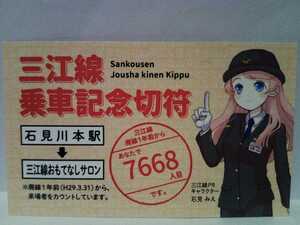 三江線
Sankousen
Jousha kinen Kippu
乗車記念切符
石見川本駅
三江線おもてなしサロン
※廃線1年前(H29.3.31)から、
来場者をカウントしています。
三江線
廃線1年前から
あなたで
7668
人目
です。
三江線PR
キャラクター
石見 みえ